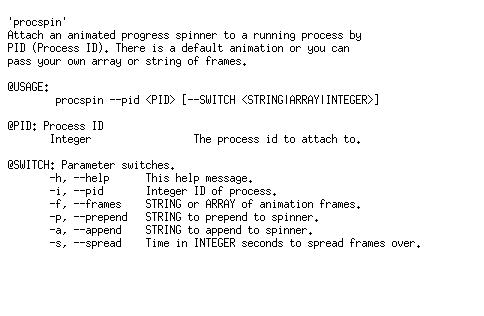 'procspin'
Attach an animated progress spinner to a running process by
PID (Process ID). There is a default animation or you can
pass your own array or string of frames.
@USAGE:
procspin --pid <PID> [--SWITCH <STRING|ARRAY|INTEGER>]
@PID: Process ID
Integer The process id to attach to.
@SWITCH: Parameter switches.
-h, --help This help message.
-i, --pid Integer ID of process.
-f, --frames STRING or ARRAY of animation frames.
-p, --prepend STRING to prepend to spinner.
-a, --append STRING to append to spinner.
-s, --spread Time in INTEGER seconds to spread frames over.